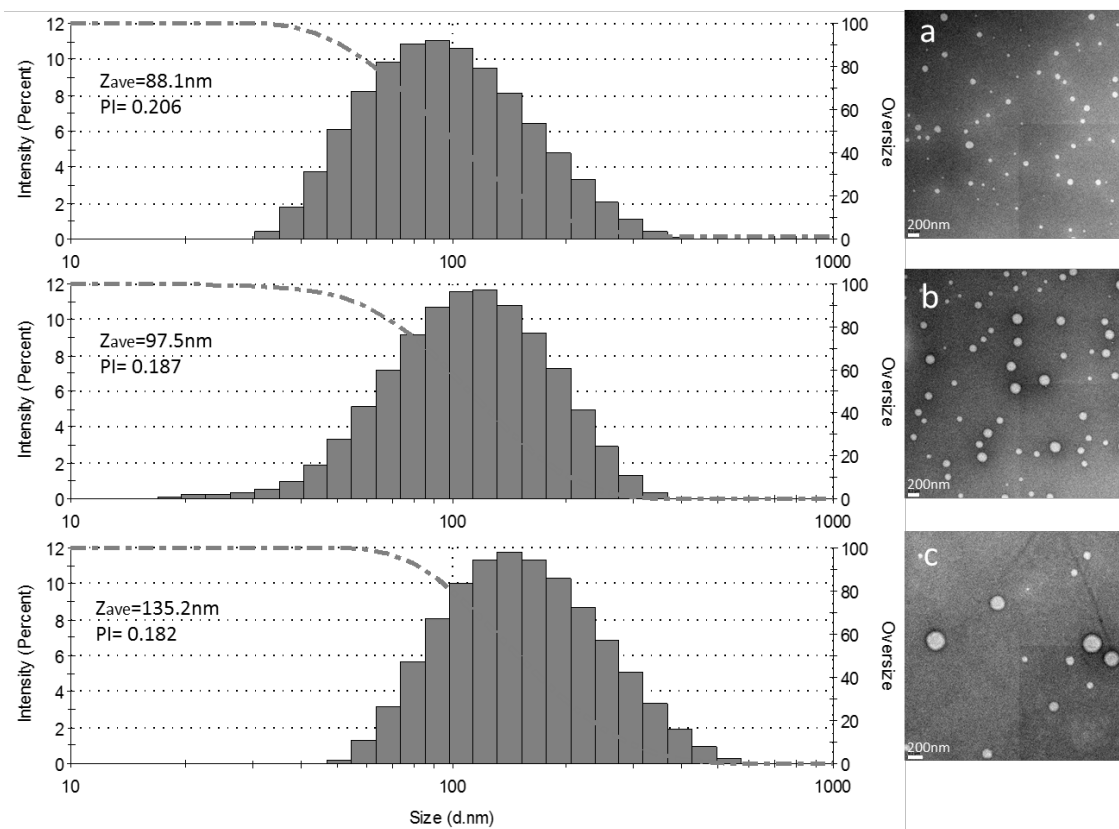 12
10
8
6
4
2
0
Intensity (Percent)
Zave=88.1nm
PI= 0.206
100
80
60
40
20
0
Oversize
10
100
1000
a
200nm
12
10
8
6
4
2
0
Intensity (Percent)
Zave=97.5nm
PI= 0.187
100
80
60
40
20
0
Oversize
10
100
1000
b
200nm
12
10
8
6
4
2
0
Intensity (Percent)
Zave=135.2nm
PI= 0.182
100
80
60
40
20
0
Oversize
10
100
1000
Size (d.nm)
c
200nm